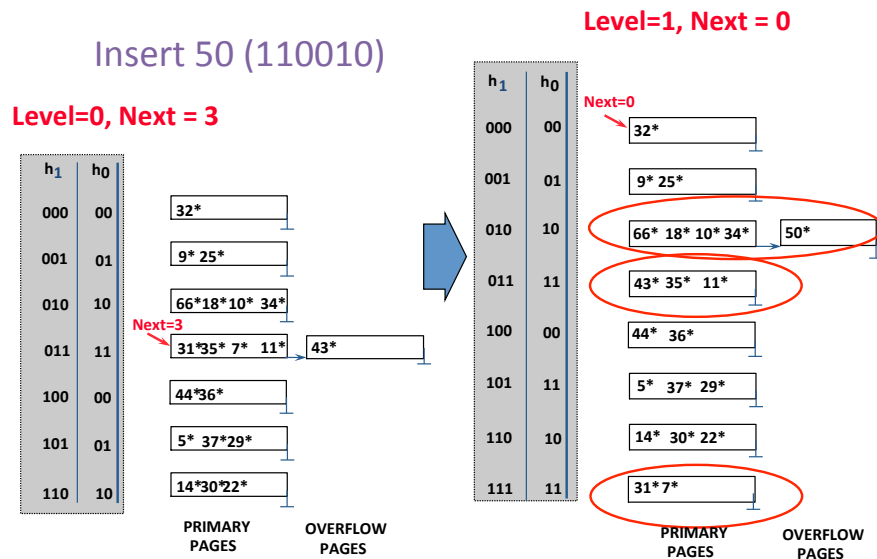 Level=1, Next = 0
Insert 50 (110010)
Level=0, Next = 3
h1 h0
000 00 32*
001 01 9* 25*
010 10 66*18*10* 34*
Next=3
011 11 31*35* 7* 11* 43*
100 00 44*36*
101 01 5* 37*29*
110 10 14*30*22*
PRIMARY PAGES
OVERFLOW PAGES
h1 h0
Next=0
000 00 32*
001 01 9* 25*
010 10 66* 18* 10* 34* 50*
011 11 43* 35* 11*
100 00 44* 36*
101 11 5* 37* 29*
110 10 14* 30* 22*
111 11 31* 7*
PRIMARY PAGES
OVERFLOW PAGES